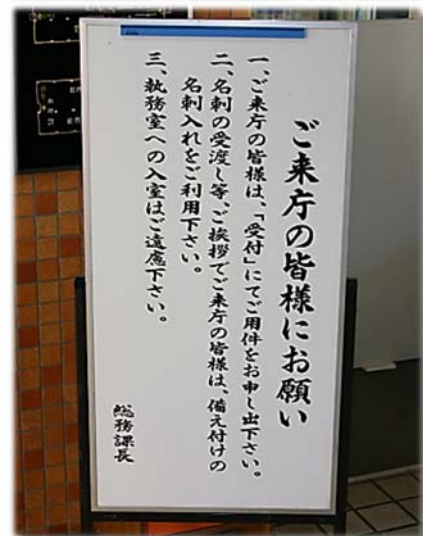 ご来庁の皆様にお願い
一、ご来庁の皆様は、「受付」にてご用件をお申し出下さい。
二、名刺の受渡し等、ご挨拶でご来庁の皆様は、備え付けの
名刺入れをご利用下さい。
三、執務室への入室はご遠慮下さい。
総務課長